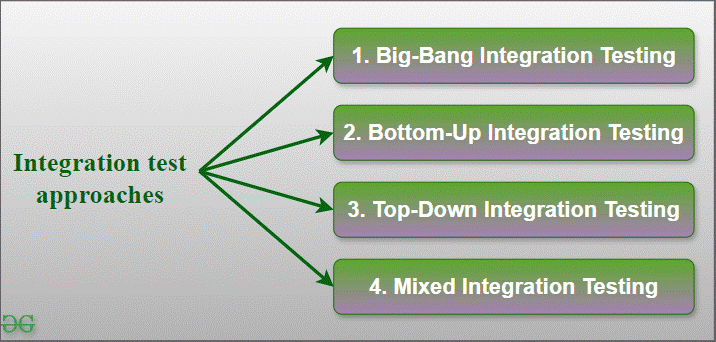 Integration test
approaches
1. Big-Bang Integration Testing
2. Bottom-Up Integration Testing
3. Top-Down Integration Testing
4. Mixed Integration Testing